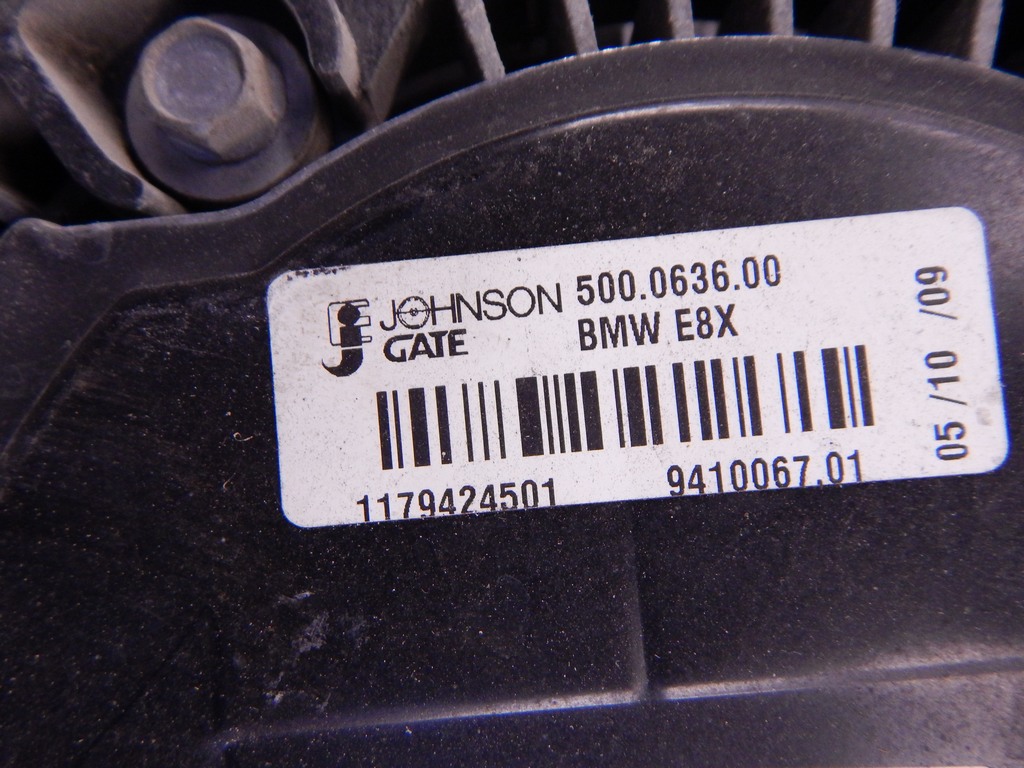 JOHNSON 500.0636.00
GATE BMW E8X
1179424501 9410067.01
05 /10 /09